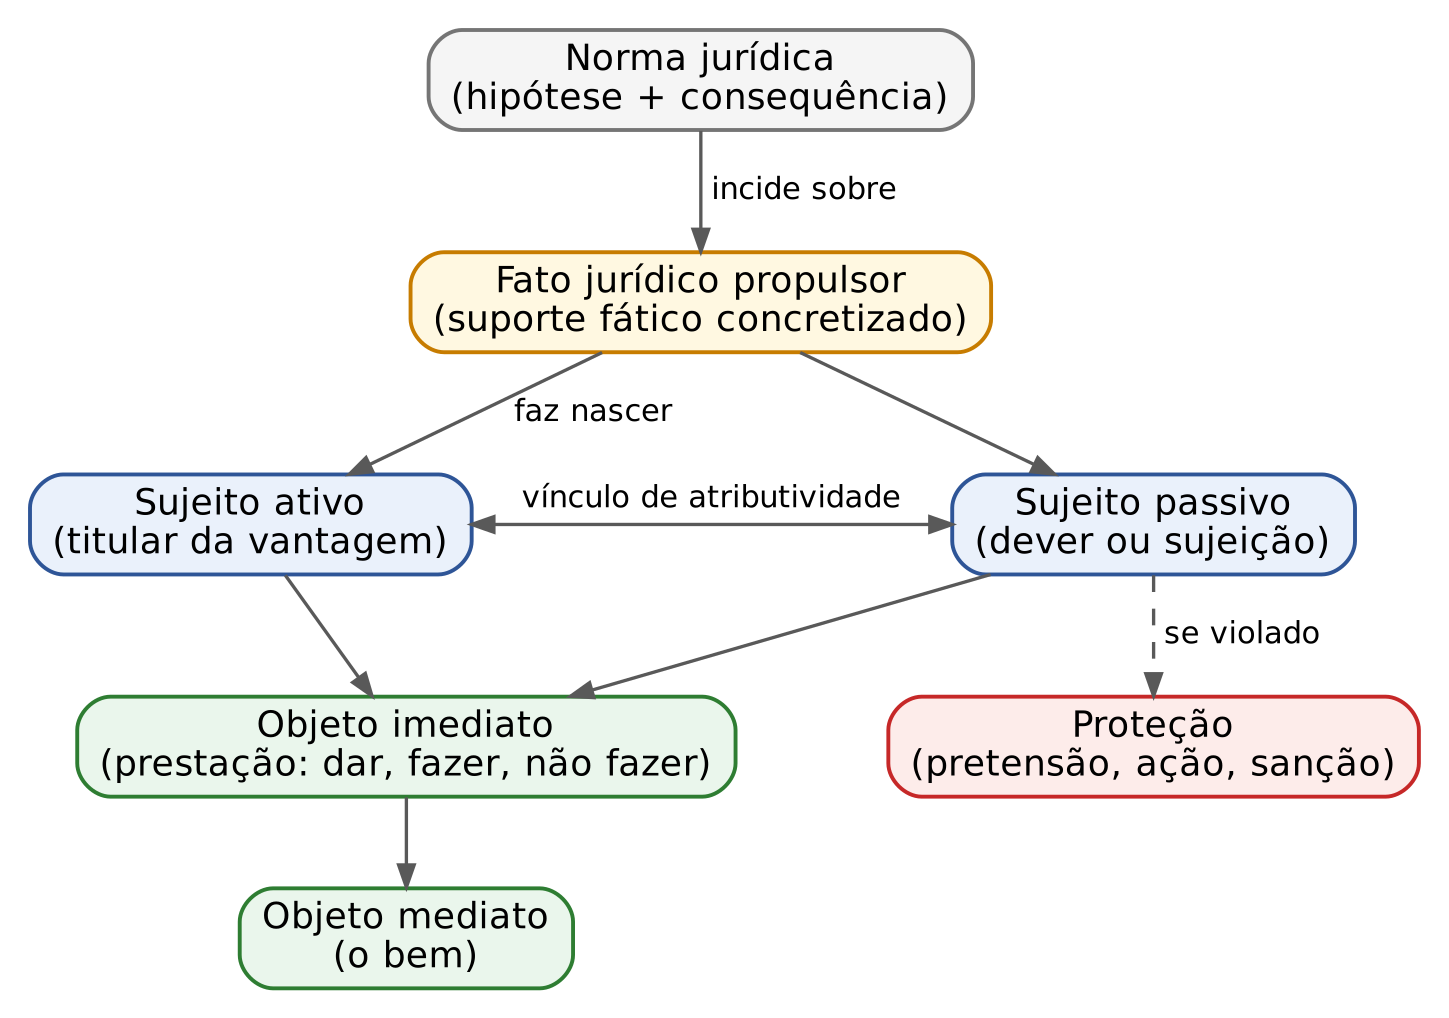 Norma jurídica
(hipótese + consequência)
incide sobre
Fato jurídico propulsor
(suporte fático concretizado)
faz nascer
Sujeito ativo
(titular da vantagem)
vínculo de atributividade
Sujeito passivo
(dever ou sujeição)
se violado
Objeto imediato
(prestação: dar, fazer, não fazer)
Proteção
(pretensão, ação, sanção)
Objeto mediato
(o bem)